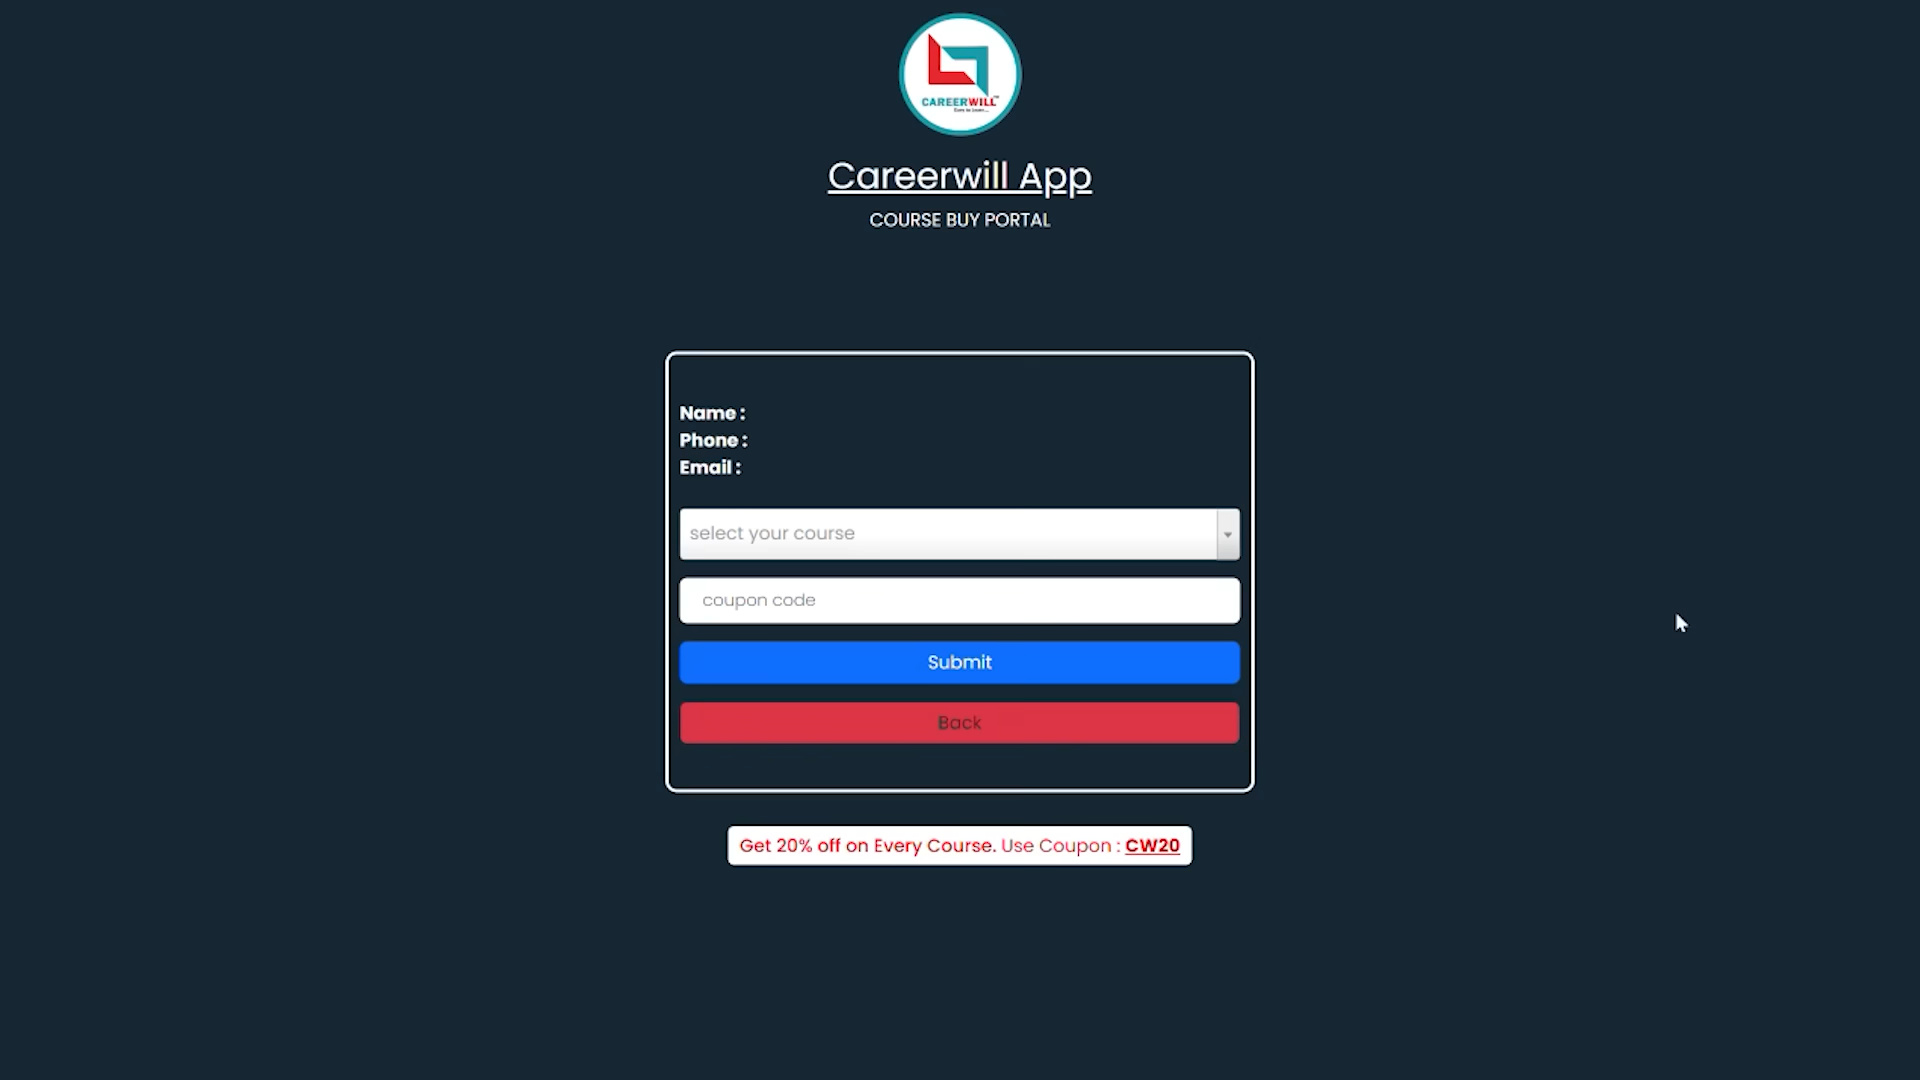 CAREERWILL
Careerwill App
COURSE BUY PORTAL
Name :
Phone :
Email :
select your course
coupon code
Submit
Back
Get 20% off on Every Course. Use Coupon : CW20